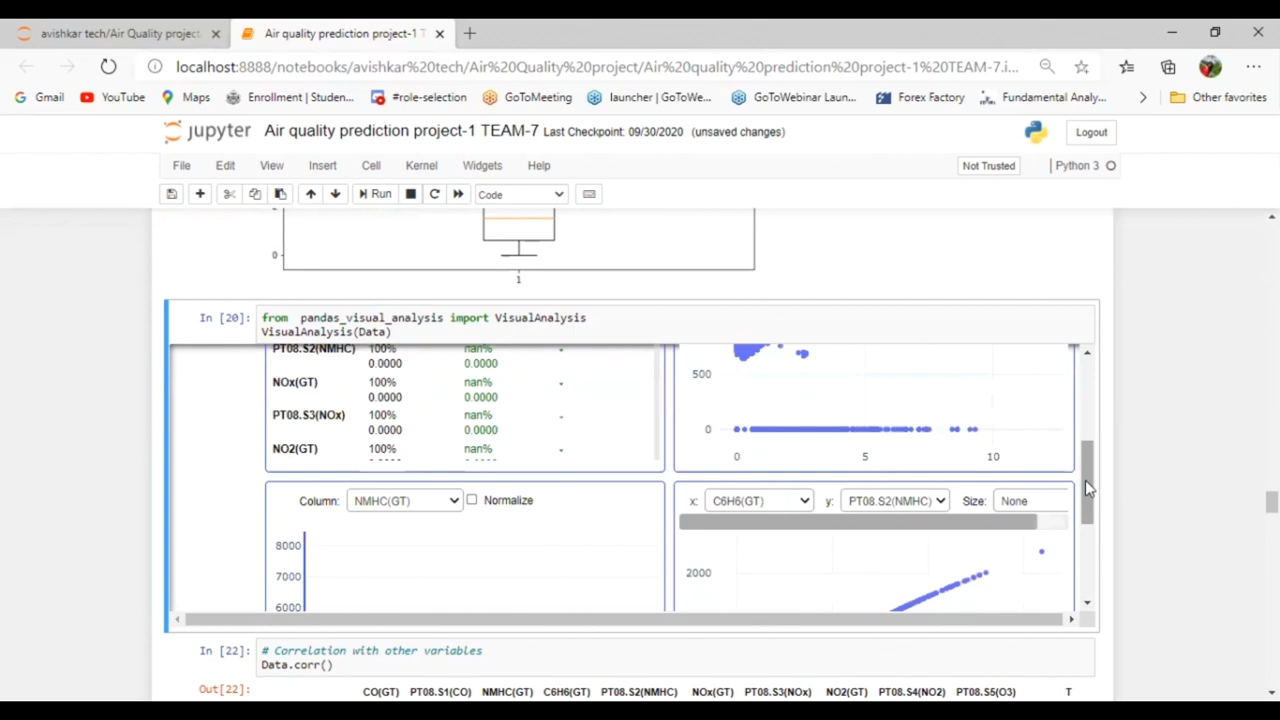 avishkar tech/Air Quality project
Air quality prediction project-1 T
localhost:8888/notebooks/avishkar%20tech/Air%20Quality%20project/Air%20quality%20prediction%20project-1%20TEAM-7.i...
Gmail YouTube Maps Enrollment | Studen... #role-selection GoToMeeting launcher | GoToWe... GoToWebinar Laun... Forex Factory Fundamental Analy... Other favorites
jupyter Air quality prediction project-1 TEAM-7 Last Checkpoint: 09/30/2020 (unsaved changes) Logout
File Edit View Insert Cell Kernel Widgets Help Not Trusted Python 3
Run Code
0
1
In [20]: from pandas_visual_analysis import VisualAnalysis
VisualAnalysis(Data)
PT08.S2(NMHC) 100% nan%
0.0000 0.0000
NOx(GT) 100% nan%
0.0000 0.0000
PT08.S3(NOx) 100% nan%
0.0000 0.0000
NO2(GT) 100% nan%
500
0
0 5 10
Column: NMHC(GT) Normalize
x: C6H6(GT) y: PT08.S2(NMHC) Size: None
8000
7000
6000
2000
In [22]: # Correlation with other variables
Data.corr()
Out[22]: CO(GT) PT08.S1(CO) NMHC(GT) C6H6(GT) PT08.S2(NMHC) NOx(GT) PT08.S3(NOx) NO2(GT) PT08.S4(NO2) PT08.S5(O3) T